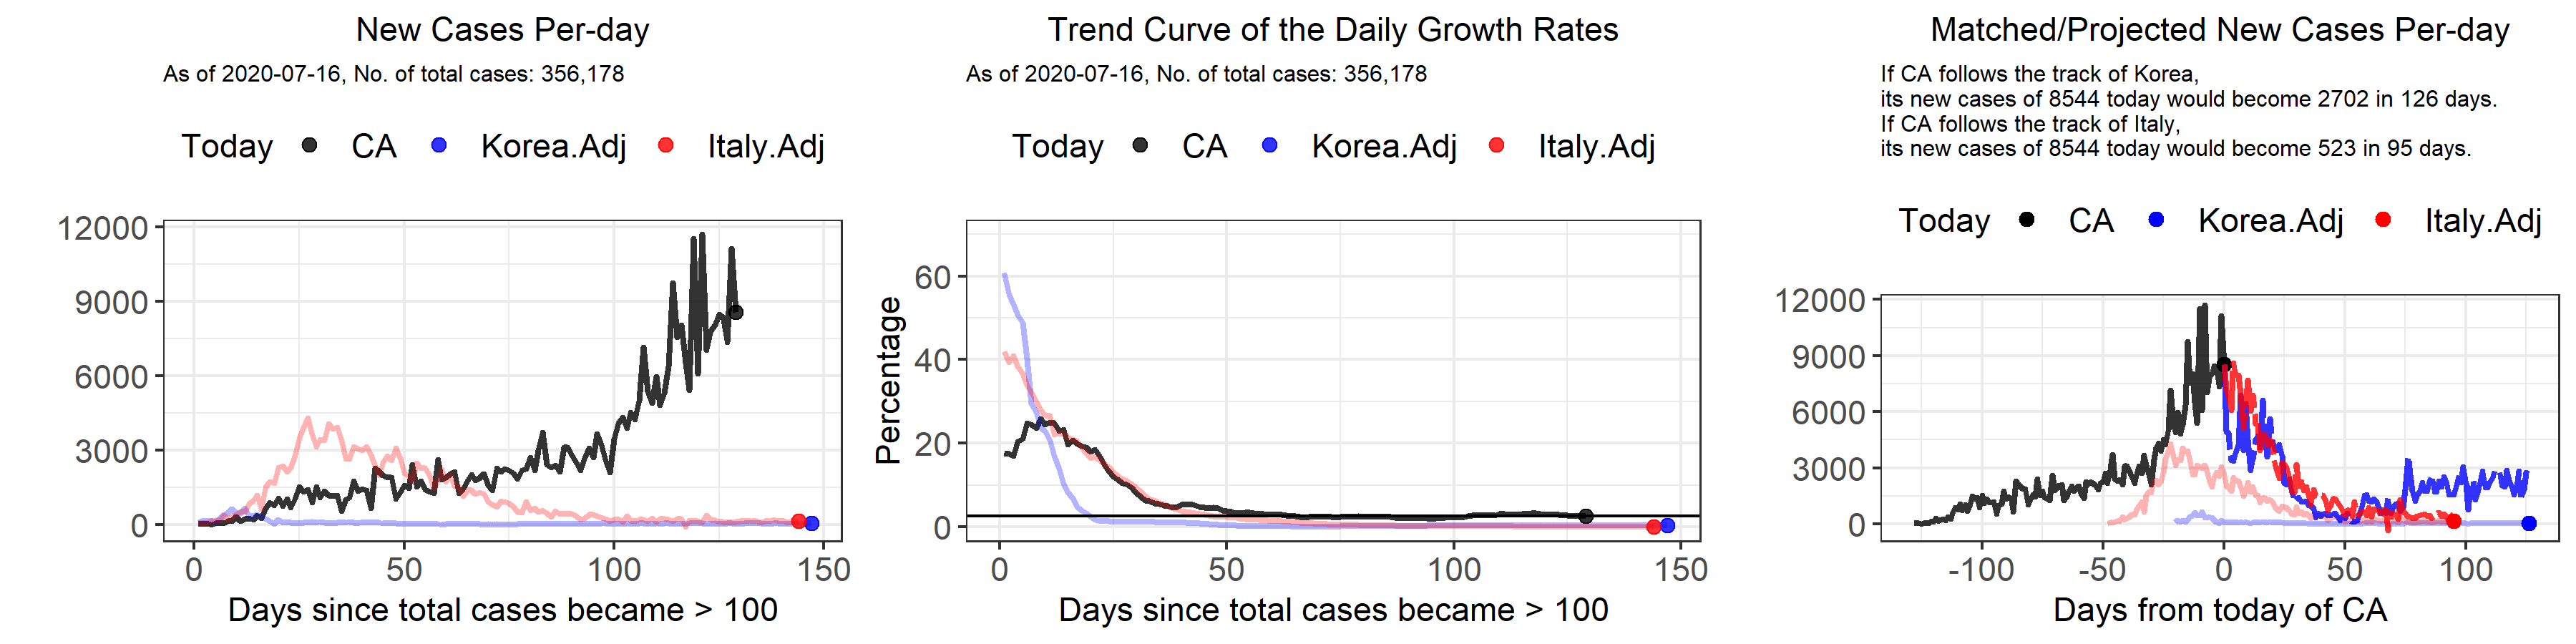 New Cases Per-day
As of 2020-07-16, No. of total cases: 356,178
Today CA Korea.Adj Italy.Adj
12000
9000
6000
3000
0
0 50 100 150
Days since total cases became > 100
Trend Curve of the Daily Growth Rates
As of 2020-07-16, No. of total cases: 356,178
Today CA Korea.Adj Italy.Adj
Percentage
60
40
20
0
0 50 100 150
Days since total cases became > 100
Matched/Projected New Cases Per-day
If CA follows the track of Korea,
its new cases of 8544 today would become 2702 in 126 days.
If CA follows the track of Italy,
its new cases of 8544 today would become 523 in 95 days.
Today CA Korea.Adj Italy.Adj
12000
9000
6000
3000
0
-100 -50 0 50 100
Days from today of CA